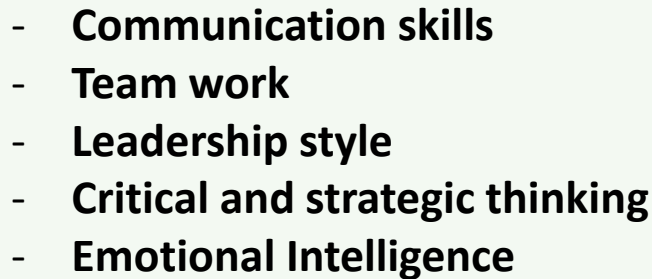 - Communication skills
- Team work
- Leadership style
- Critical and strategic thinking
- Emotional Intelligence